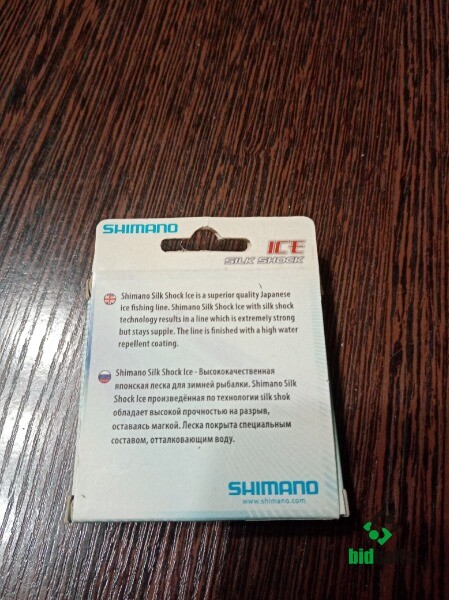 SHIMANO
ICE
SILK SHOCK
Shimano Silk Shock Ice is a superior quality Japanese
ice fishing line. Shimano Silk Shock Ice with silk shock
technology results in a line which is extremely strong
but stays supple. The line is finished with a high water
repellent coating.
Shimano Silk Shock Ice - Высококачественная
японская леска для зимней рыбалки. Shimano Silk
Shock Ice произведённая по технологии silk shok
обладает высокой прочностью на разрыв,
оставаясь мягкой. Леска покрыта специальным
составом, отталковающим воду.
SHIMANO
www.shimano.com
bid